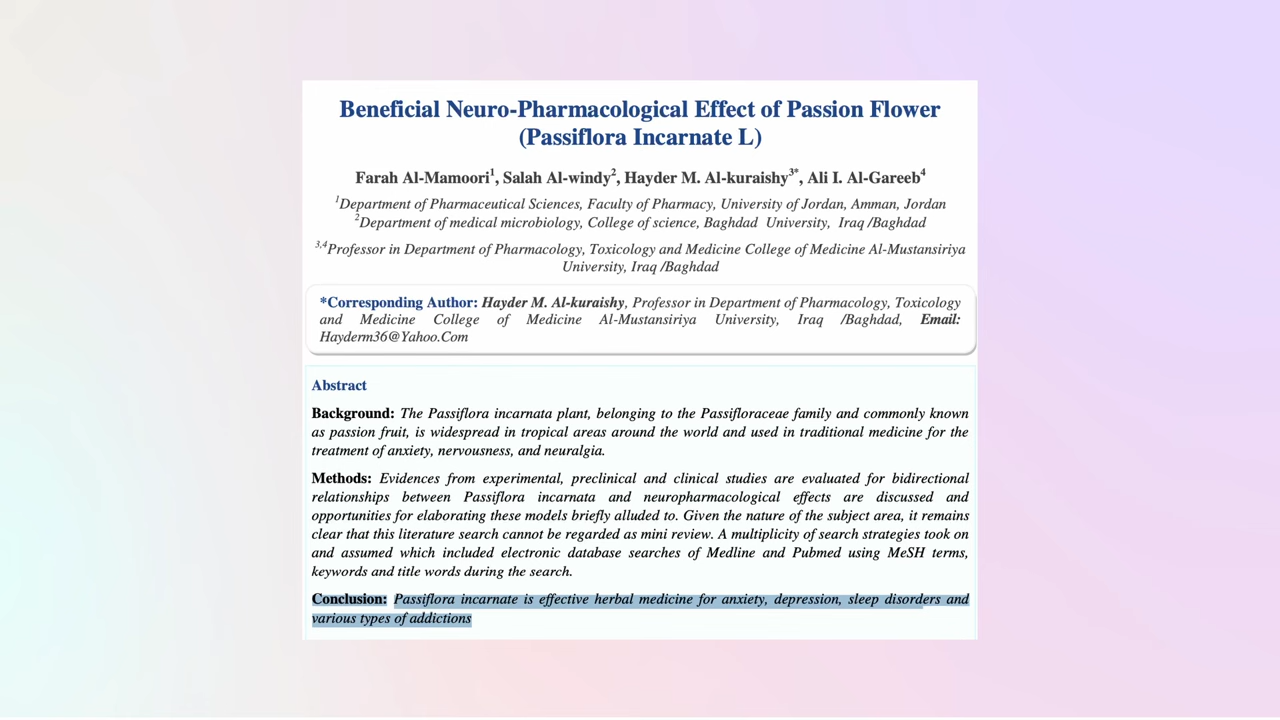 Beneficial Neuro-Pharmacological Effect of Passion Flower
(Passiflora Incarnate L)
Farah Al-Mamoori1, Salah Al-windy2, Hayder M. Al-kuraishy3*, Ali I. Al-Gareeb4
1Department of Pharmaceutical Sciences, Faculty of Pharmacy, University of Jordan, Amman, Jordan
2Department of medical microbiology, College of science, Baghdad University, Iraq /Baghdad
3,4Professor in Department of Pharmacology, Toxicology and Medicine College of Medicine Al-Mustansiriya
University, Iraq /Baghdad
*Corresponding Author: Hayder M. Al-kuraishy, Professor in Department of Pharmacology, Toxicology
and Medicine College of Medicine Al-Mustansiriya University, Iraq /Baghdad, Email:
Hayderm36@Yahoo.Com
Abstract
Background: The Passiflora incarnata plant, belonging to the Passifloraceae family and commonly known
as passion fruit, is widespread in tropical areas around the world and used in traditional medicine for the
treatment of anxiety, nervousness, and neuralgia.
Methods: Evidences from experimental, preclinical and clinical studies are evaluated for bidirectional
relationships between Passiflora incarnata and neuropharmacological effects are discussed and
opportunities for elaborating these models briefly alluded to. Given the nature of the subject area, it remains
clear that this literature search cannot be regarded as mini review. A multiplicity of search strategies took on
and assumed which included electronic database searches of Medline and Pubmed using MeSH terms,
keywords and title words during the search.
Conclusion: Passiflora incarnate is effective herbal medicine for anxiety, depression, sleep disorders and
various types of addictions